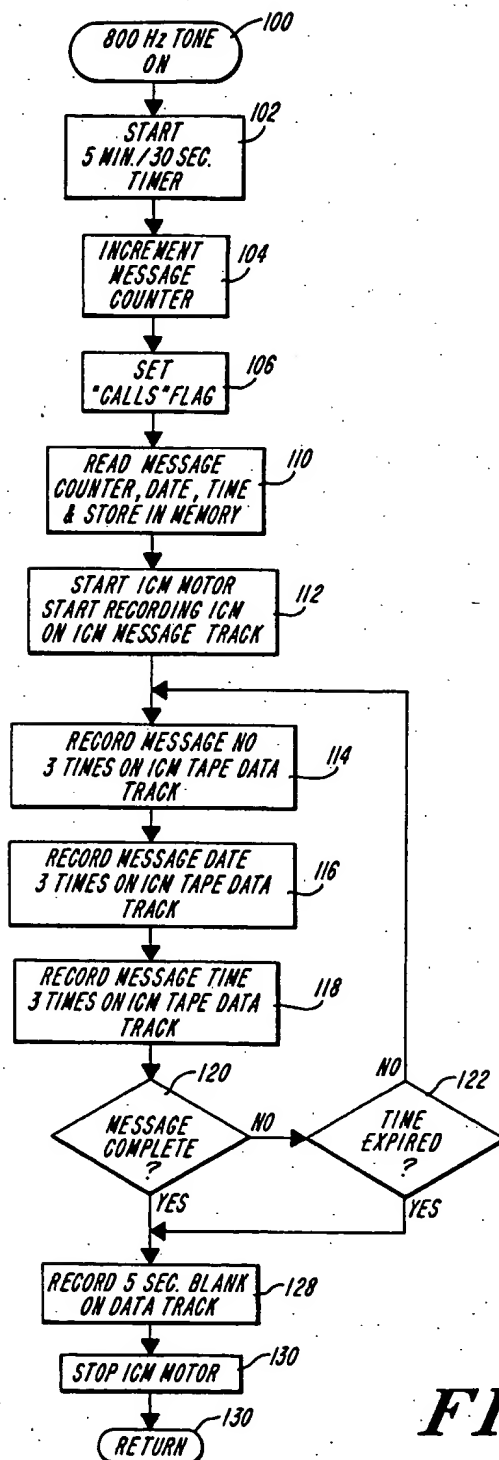 800 Hz TONE
ON
100
START
5 MIN./30 SEC.
TIMER
102
INCREMENT
MESSAGE
COUNTER
104
SET
"CALLS" FLAG
106
READ MESSAGE
COUNTER, DATE, TIME
& STORE IN MEMORY
110
START ICM MOTOR
START RECORDING ICM
ON ICM MESSAGE TRACK
112
RECORD MESSAGE NO
3 TIMES ON ICM TAPE DATA
TRACK
114
RECORD MESSAGE DATE
3 TIMES ON ICM TAPE DATA
TRACK
116
RECORD MESSAGE TIME
3 TIMES ON ICM TAPE DATA
TRACK
118
120
MESSAGE
COMPLETE
?
NO
YES
122
NO
TIME
EXPIRED
?
YES
RECORD 5 SEC. BLANK
ON DATA TRACK
128
STOP ICM MOTOR
130
RETURN
130